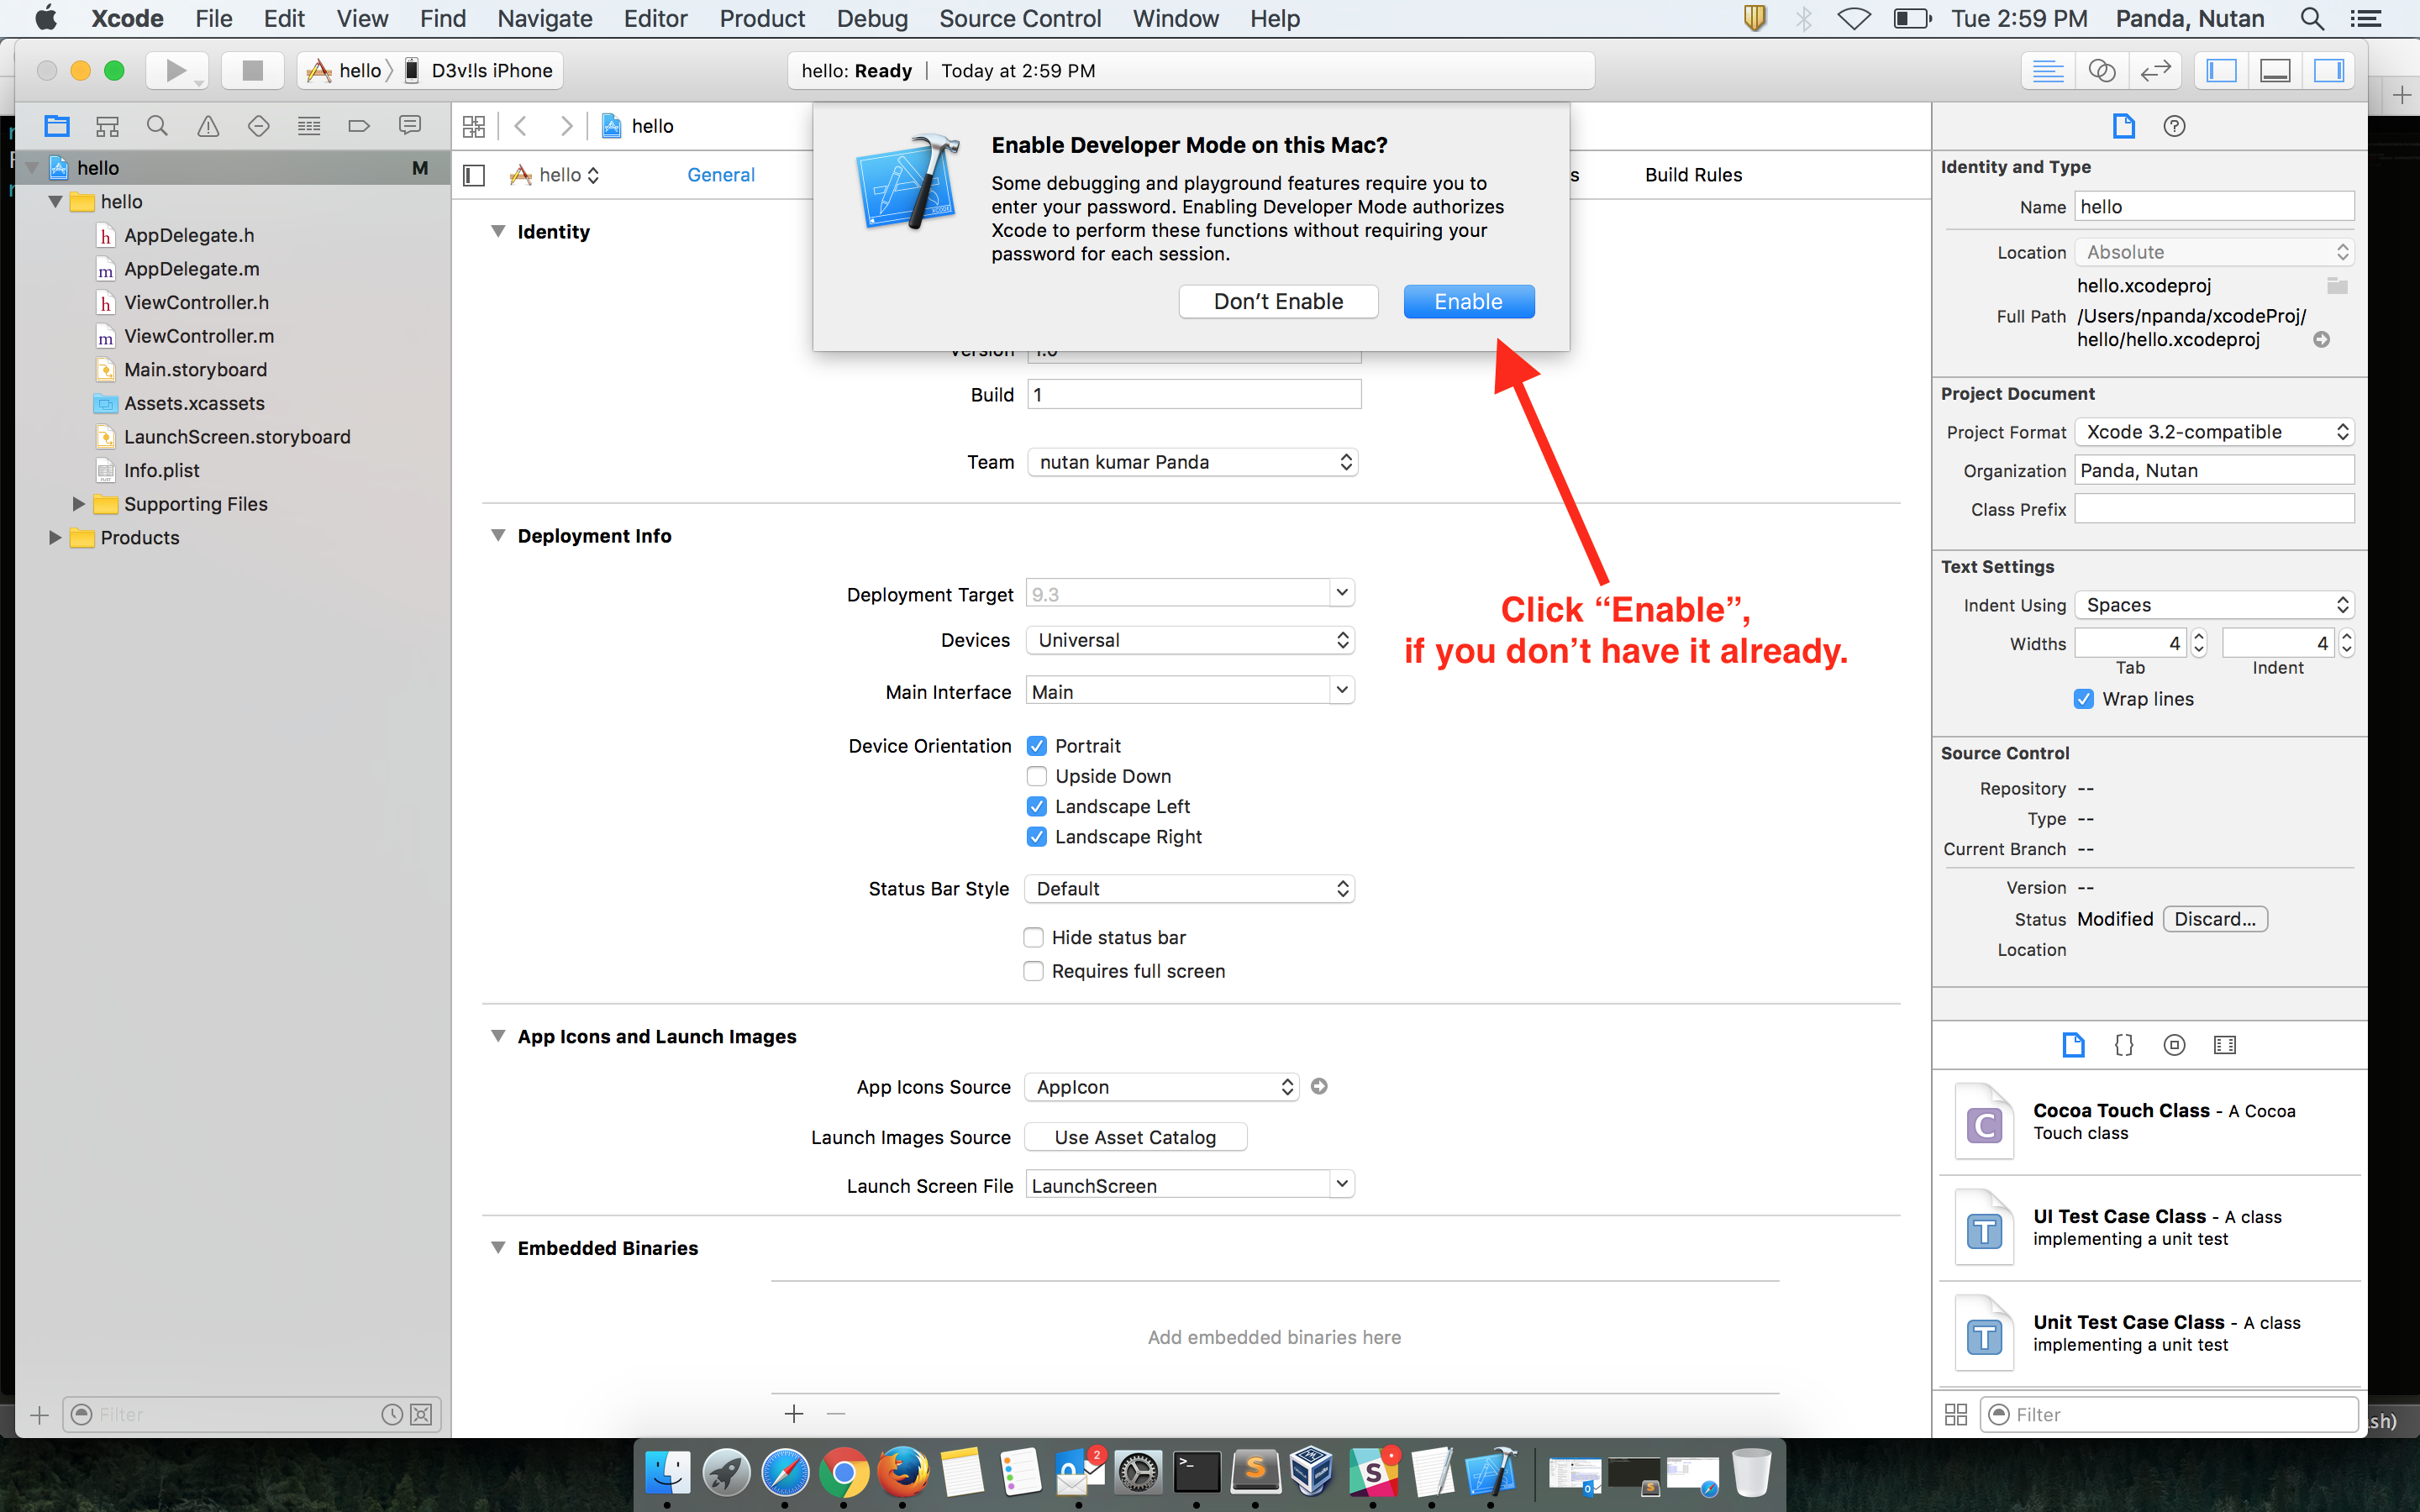 Xcode File Edit View Find Navigate Editor Product Debug Source Control Window Help Tue 2:59 PM Panda, Nutan
hello D3v!ls iPhone
hello: Ready | Today at 2:59 PM
hello
hello M
hello
AppDelegate.h
AppDelegate.m
ViewController.h
ViewController.m
Main.storyboard
Assets.xcassets
LaunchScreen.storyboard
Info.plist
Supporting Files
Products
Filter
hello
General
s
Build Rules
Enable Developer Mode on this Mac?
Some debugging and playground features require you to
enter your password. Enabling Developer Mode authorizes
Xcode to perform these functions without requiring your
password for each session.
Don’t Enable
Enable
Click “Enable”,
if you don’t have it already.
Identity
Version 1.0
Build 1
Team nutan kumar Panda
Deployment Info
Deployment Target 9.3
Devices Universal
Main Interface Main
Device Orientation Portrait
Upside Down
Landscape Left
Landscape Right
Status Bar Style Default
Hide status bar
Requires full screen
App Icons and Launch Images
App Icons Source AppIcon
Launch Images Source Use Asset Catalog
Launch Screen File LaunchScreen
Embedded Binaries
Add embedded binaries here
Identity and Type
Name hello
Location Absolute
hello.xcodeproj
Full Path /Users/npanda/xcodeProj/
hello/hello.xcodeproj
Project Document
Project Format Xcode 3.2-compatible
Organization Panda, Nutan
Class Prefix
Text Settings
Indent Using Spaces
Widths 4 4
Tab Indent
Wrap lines
Source Control
Repository --
Type --
Current Branch --
Version --
Status Modified Discard...
Location
{}
C
Cocoa Touch Class - A Cocoa
Touch class
T
UI Test Case Class - A class
implementing a unit test
T
Unit Test Case Class - A class
implementing a unit test
Filter
sh)
2